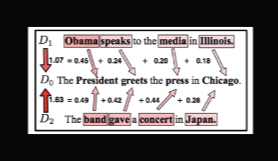 D1 Obama speaks to the media in Illinois.
1.07 = 0.45 + 0.24 + 0.20 + 0.18
D0 The President greets the press in Chicago.
1.63 = 0.49 + 0.42 + 0.44 + 0.28
D2 The band gave a concert in Japan.